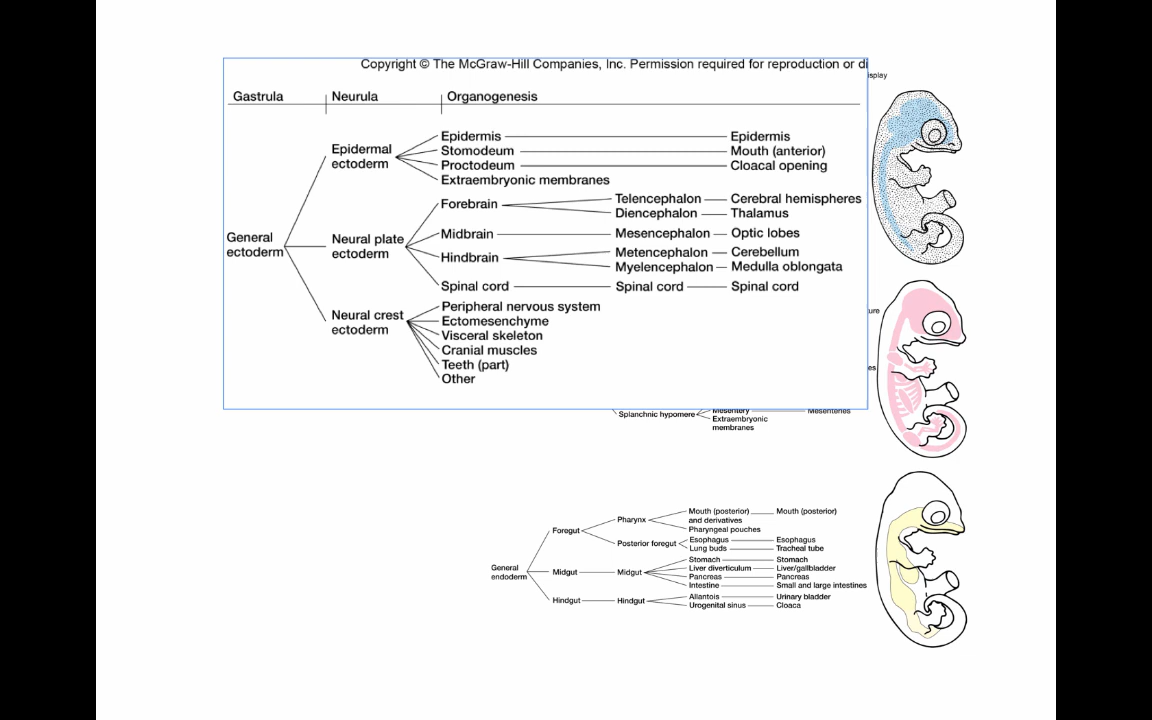 Copyright © The McGraw-Hill Companies, Inc. Permission required for reproduction or di
isplay
Gastrula Neurula Organogenesis
Epidermal
ectoderm
Epidermis Epidermis
Stomodeum Mouth (anterior)
Proctodeum Cloacal opening
Extraembryonic membranes
General
ectoderm
Neural plate
ectoderm
Forebrain
Telencephalon Cerebral hemispheres
Diencephalon Thalamus
Midbrain Mesencephalon Optic lobes
Hindbrain
Metencephalon Cerebellum
Myelencephalon Medulla oblongata
Spinal cord Spinal cord Spinal cord
Neural crest
ectoderm
Peripheral nervous system
Ectomesenchyme
Visceral skeleton
Cranial muscles
Teeth (part)
Other
ure
es
Splanchnic hypomere
Mesentery Mesenteries
Extraembryonic
membranes
General
endoderm
Foregut
Pharynx
Mouth (posterior) Mouth (posterior)
and derivatives
Pharyngeal pouches
Posterior foregut
Esophagus Esophagus
Lung buds Tracheal tube
Midgut Midgut
Stomach Stomach
Liver diverticulum Liver/gallbladder
Pancreas Pancreas
Intestine Small and large intestines
Hindgut Hindgut
Allantois Urinary bladder
Urogenital sinus Cloaca